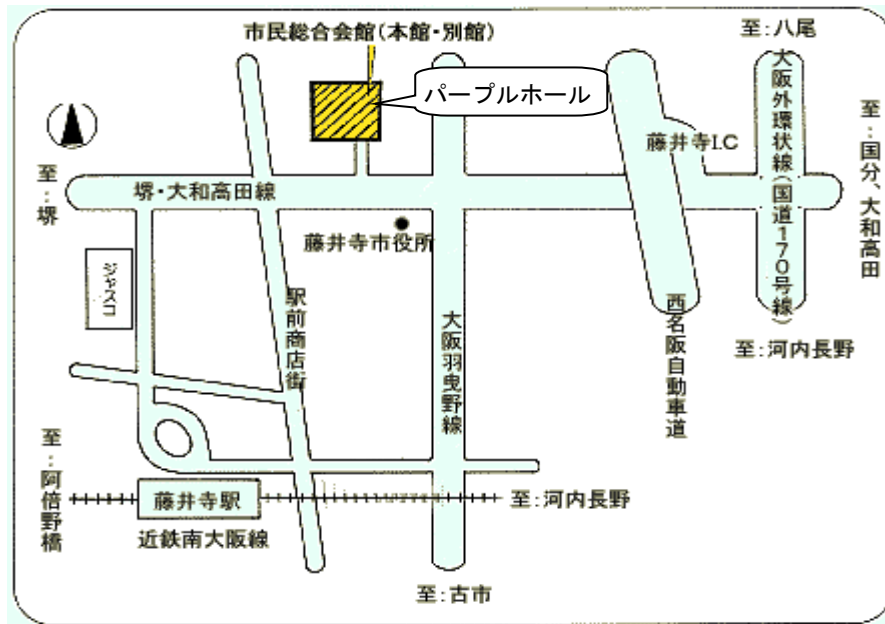 市民総合会館(本館・別館)
至:八尾
パープルホール
大阪外環状線(国道170号線)
藤井寺I.C
至:国分、大和高田
至:堺
堺・大和高田線
藤井寺市役所
ジャスコ
駅前商店街
大阪羽曳野線
西名阪自動車道
至:河内長野
至:阿倍野橋
藤井寺駅
至:河内長野
近鉄南大阪線
至:古市